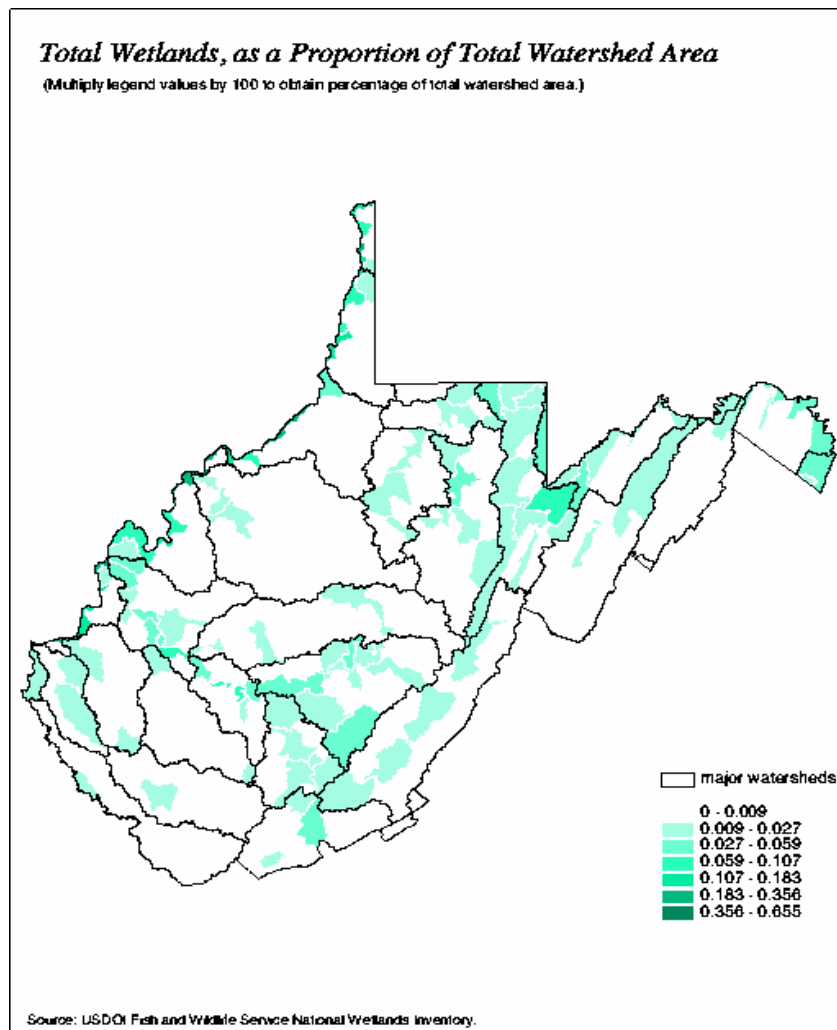 Total Wetlands, as a Proportion of Total Watershed Area
(Multiply legend values by 100 to obtain percentage of total watershed area.)
major watersheds
0 - 0.009
0.009 - 0.027
0.027 - 0.059
0.059 - 0.107
0.107 - 0.183
0.183 - 0.356
0.356 - 0.655
Source: USDOI Fish and Wildlife Service National Wetlands Inventory.